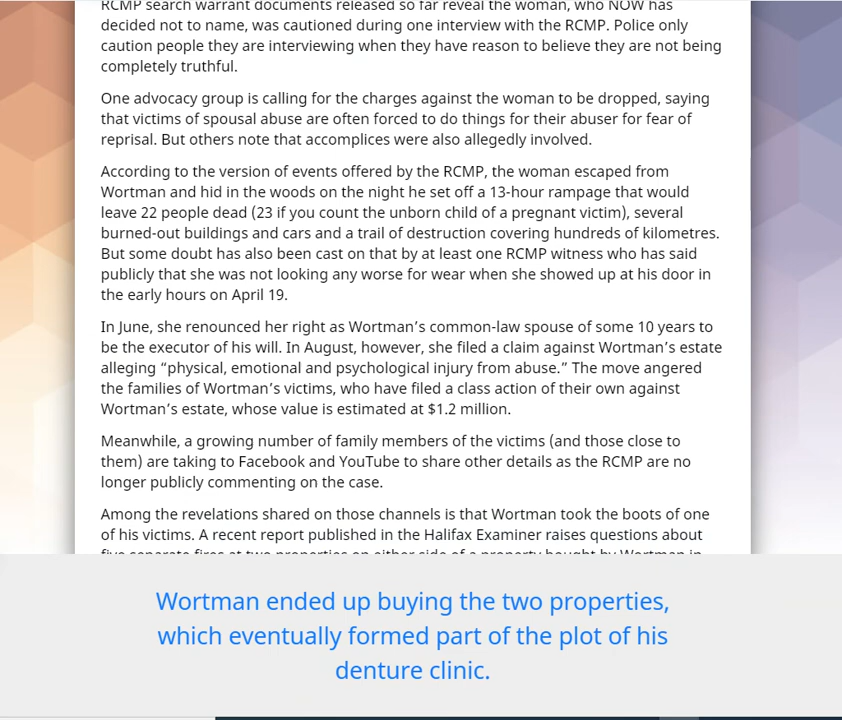 RCMP search warrant documents released so far reveal the woman, who NOW has
decided not to name, was cautioned during one interview with the RCMP. Police only
caution people they are interviewing when they have reason to believe they are not being
completely truthful.
One advocacy group is calling for the charges against the woman to be dropped, saying
that victims of spousal abuse are often forced to do things for their abuser for fear of
reprisal. But others note that accomplices were also allegedly involved.
According to the version of events offered by the RCMP, the woman escaped from
Wortman and hid in the woods on the night he set off a 13-hour rampage that would
leave 22 people dead (23 if you count the unborn child of a pregnant victim), several
burned-out buildings and cars and a trail of destruction covering hundreds of kilometres.
But some doubt has also been cast on that by at least one RCMP witness who has said
publicly that she was not looking any worse for wear when she showed up at his door in
the early hours on April 19.
In June, she renounced her right as Wortman’s common-law spouse of some 10 years to
be the executor of his will. In August, however, she filed a claim against Wortman’s estate
alleging “physical, emotional and psychological injury from abuse.” The move angered
the families of Wortman’s victims, who have filed a class action of their own against
Wortman’s estate, whose value is estimated at $1.2 million.
Meanwhile, a growing number of family members of the victims (and those close to
them) are taking to Facebook and YouTube to share other details as the RCMP are no
longer publicly commenting on the case.
Among the revelations shared on those channels is that Wortman took the boots of one
of his victims. A recent report published in the Halifax Examiner raises questions about
five separate fires at two properties on either side of a property bought by Wortman in
Wortman ended up buying the two properties,
which eventually formed part of the plot of his
denture clinic.